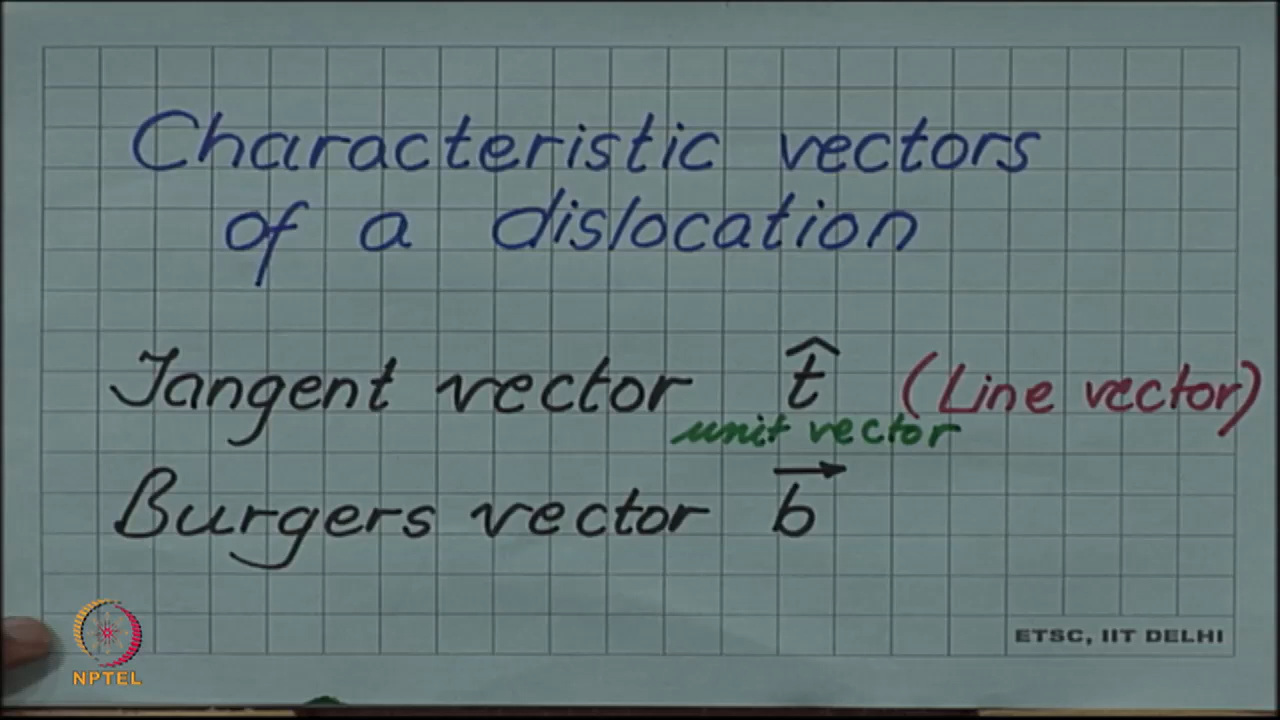 Characteristic vectors
of a dislocation
Tangent vector t̂ (Line vector)
unit vector
Burgers vector b⃗
ETSC, IIT DELHI
NPTEL